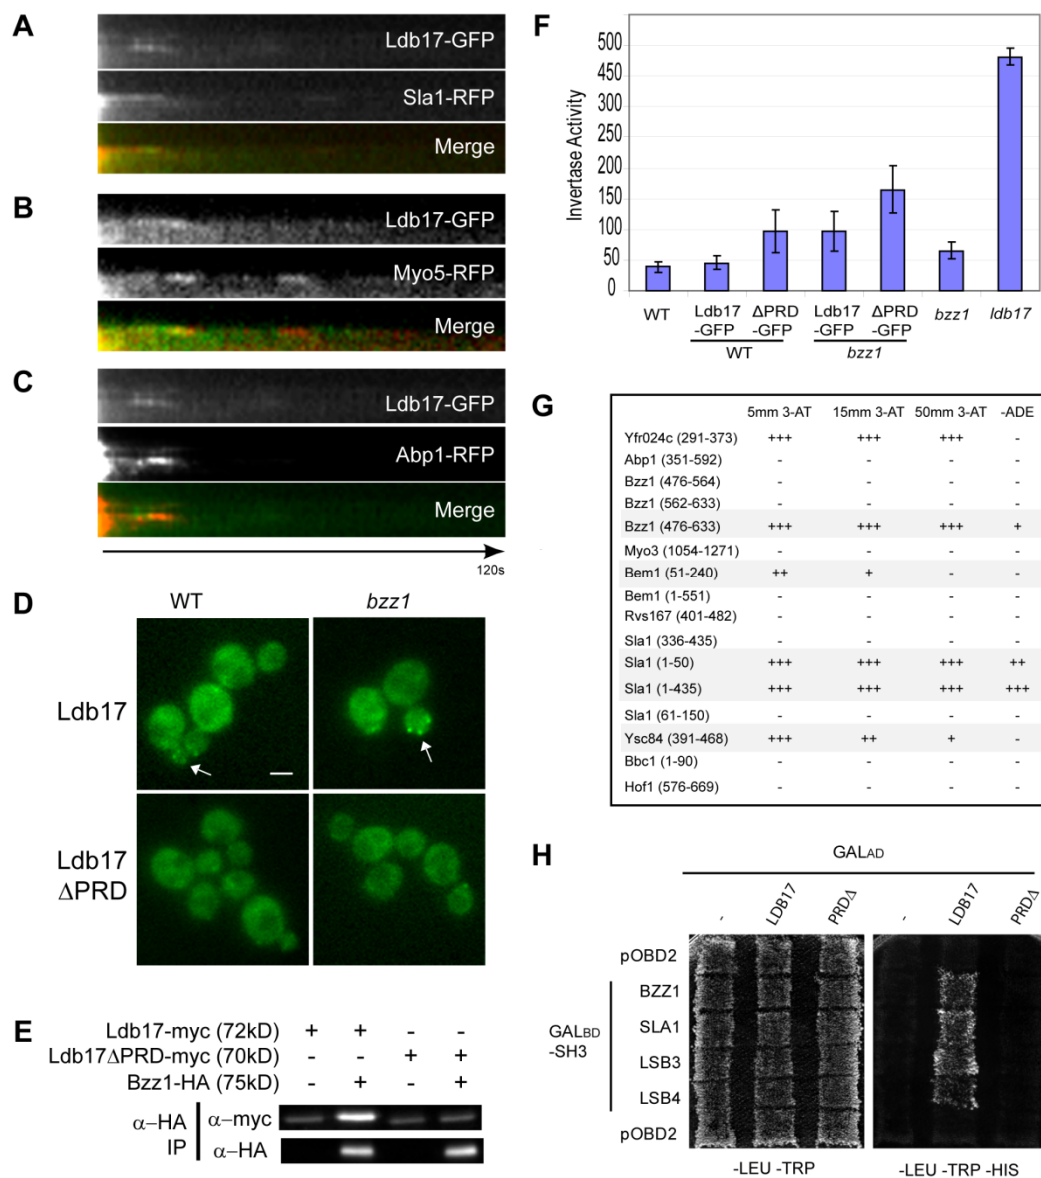 A
Ldb17-GFP
Sla1-RFP
Merge
B
Ldb17-GFP
Myo5-RFP
Merge
C
Ldb17-GFP
Abp1-RFP
Merge
120s
D
WT bzz1
Ldb17
Ldb17
ΔPRD
E
Ldb17-myc (72kD) + + - -
Ldb17ΔPRD-myc (70kD) - - + +
Bzz1-HA (75kD) - + - +
α-HA
IP
α-myc
α-HA
F
Invertase Activity
500
450
400
350
300
250
200
150
100
50
0
WT
Ldb17
-GFP
ΔPRD
-GFP
Ldb17
-GFP
ΔPRD
-GFP
bzz1
ldb17
WT
bzz1
G
5mm 3-AT 15mm 3-AT 50mm 3-AT -ADE
Yfr024c (291-373) +++ +++ +++ -
Abp1 (351-592) - - - -
Bzz1 (476-564) - - - -
Bzz1 (562-633) - - - -
Bzz1 (476-633) +++ +++ +++ +
Myo3 (1054-1271) - - - -
Bem1 (51-240) ++ + - -
Bem1 (1-551) - - - -
Rvs167 (401-482) - - - -
Sla1 (336-435) - - - -
Sla1 (1-50) +++ +++ +++ ++
Sla1 (1-435) +++ +++ +++ +++
Sla1 (61-150) - - - -
Ysc84 (391-468) +++ ++ + -
Bbc1 (1-90) - - - -
Hof1 (576-669) - - - -
H
GALAD
- LDB17 PRDΔ - LDB17 PRDΔ
pOBD2
GALBD
-SH3
BZZ1
SLA1
LSB3
LSB4
pOBD2
-LEU -TRP
-LEU -TRP -HIS